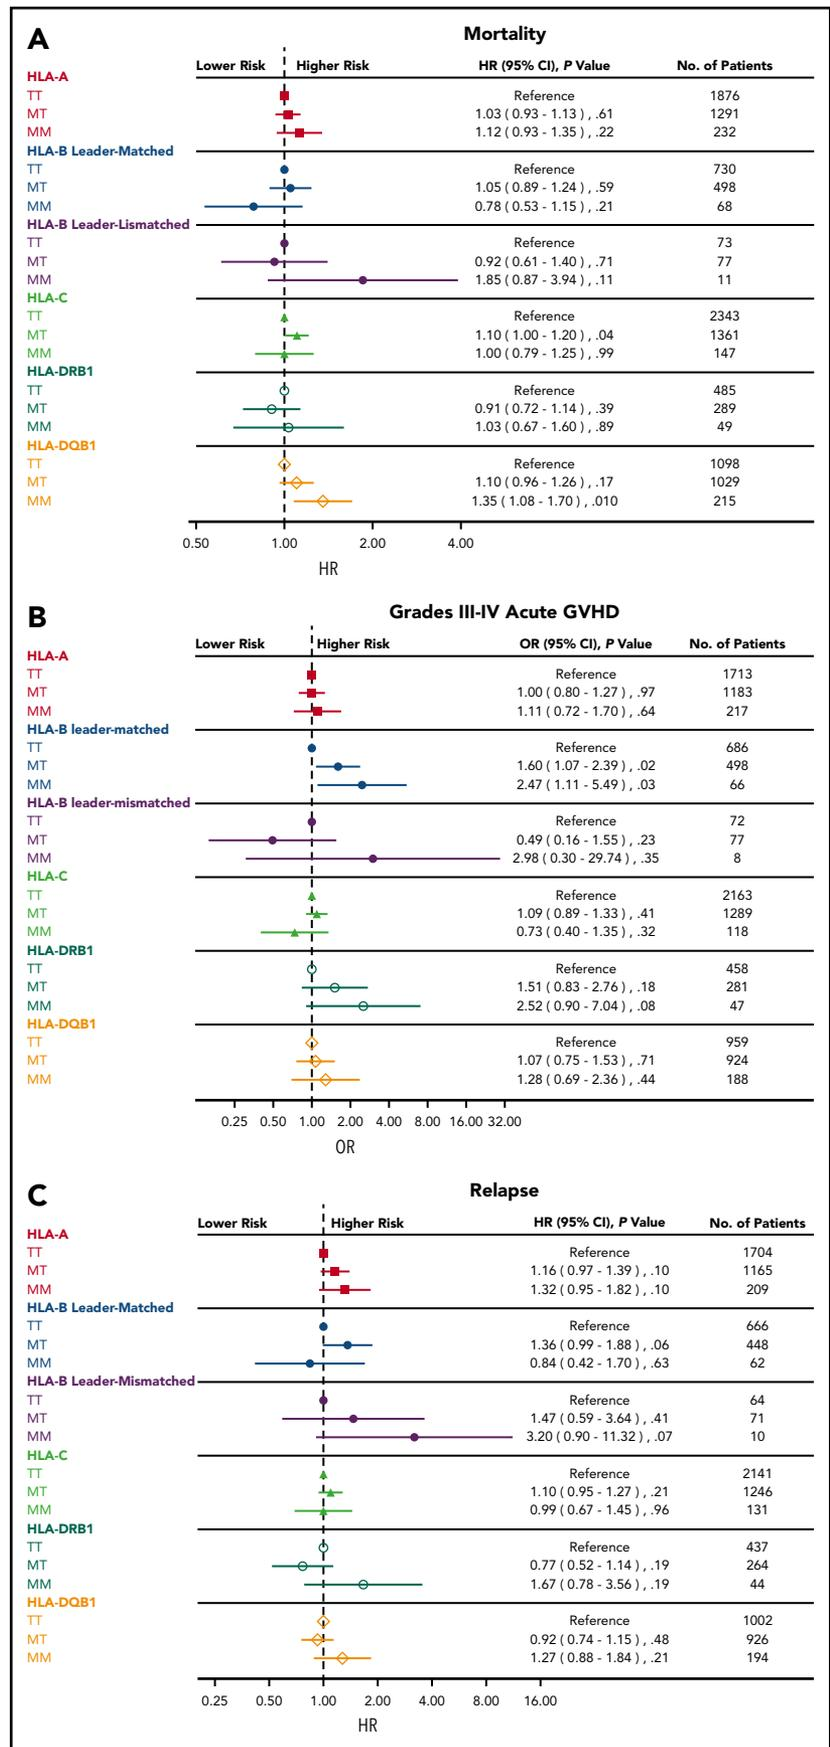 A
Mortality
Lower Risk Higher Risk HR (95% CI), P Value No. of Patients
HLA-A
TT Reference 1876
MT 1.03 ( 0.93 - 1.13 ) , .61 1291
MM 1.12 ( 0.93 - 1.35 ) , .22 232
HLA-B Leader-Matched
TT Reference 730
MT 1.05 ( 0.89 - 1.24 ) , .59 498
MM 0.78 ( 0.53 - 1.15 ) , .21 68
HLA-B Leader-Lismatched
TT Reference 73
MT 0.92 ( 0.61 - 1.40 ) , .71 77
MM 1.85 ( 0.87 - 3.94 ) , .11 11
HLA-C
TT Reference 2343
MT 1.10 ( 1.00 - 1.20 ) , .04 1361
MM 1.00 ( 0.79 - 1.25 ) , .99 147
HLA-DRB1
TT Reference 485
MT 0.91 ( 0.72 - 1.14 ) , .39 289
MM 1.03 ( 0.67 - 1.60 ) , .89 49
HLA-DQB1
TT Reference 1098
MT 1.10 ( 0.96 - 1.26 ) , .17 1029
MM 1.35 ( 1.08 - 1.70 ) , .010 215
0.50 1.00 2.00 4.00
HR
B
Grades III-IV Acute GVHD
Lower Risk Higher Risk OR (95% CI), P Value No. of Patients
HLA-A
TT Reference 1713
MT 1.00 ( 0.80 - 1.27 ) , .97 1183
MM 1.11 ( 0.72 - 1.70 ) , .64 217
HLA-B leader-matched
TT Reference 686
MT 1.60 ( 1.07 - 2.39 ) , .02 498
MM 2.47 ( 1.11 - 5.49 ) , .03 66
HLA-B leader-mismatched
TT Reference 72
MT 0.49 ( 0.16 - 1.55 ) , .23 77
MM 2.98 ( 0.30 - 29.74 ) , .35 8
HLA-C
TT Reference 2163
MT 1.09 ( 0.89 - 1.33 ) , .41 1289
MM 0.73 ( 0.40 - 1.35 ) , .32 118
HLA-DRB1
TT Reference 458
MT 1.51 ( 0.83 - 2.76 ) , .18 281
MM 2.52 ( 0.90 - 7.04 ) , .08 47
HLA-DQB1
TT Reference 959
MT 1.07 ( 0.75 - 1.53 ) , .71 924
MM 1.28 ( 0.69 - 2.36 ) , .44 188
0.25 0.50 1.00 2.00 4.00 8.00 16.00 32.00
OR
C
Relapse
Lower Risk Higher Risk HR (95% CI), P Value No. of Patients
HLA-A
TT Reference 1704
MT 1.16 ( 0.97 - 1.39 ) , .10 1165
MM 1.32 ( 0.95 - 1.82 ) , .10 209
HLA-B Leader-Matched
TT Reference 666
MT 1.36 ( 0.99 - 1.88 ) , .06 448
MM 0.84 ( 0.42 - 1.70 ) , .63 62
HLA-B Leader-Mismatched
TT Reference 64
MT 1.47 ( 0.59 - 3.64 ) , .41 71
MM 3.20 ( 0.90 - 11.32 ) , .07 10
HLA-C
TT Reference 2141
MT 1.10 ( 0.95 - 1.27 ) , .21 1246
MM 0.99 ( 0.67 - 1.45 ) , .96 131
HLA-DRB1
TT Reference 437
MT 0.77 ( 0.52 - 1.14 ) , .19 264
MM 1.67 ( 0.78 - 3.56 ) , .19 44
HLA-DQB1
TT Reference 1002
MT 0.92 ( 0.74 - 1.15 ) , .48 926
MM 1.27 ( 0.88 - 1.84 ) , .21 194
0.25 0.50 1.00 2.00 4.00 8.00 16.00
HR